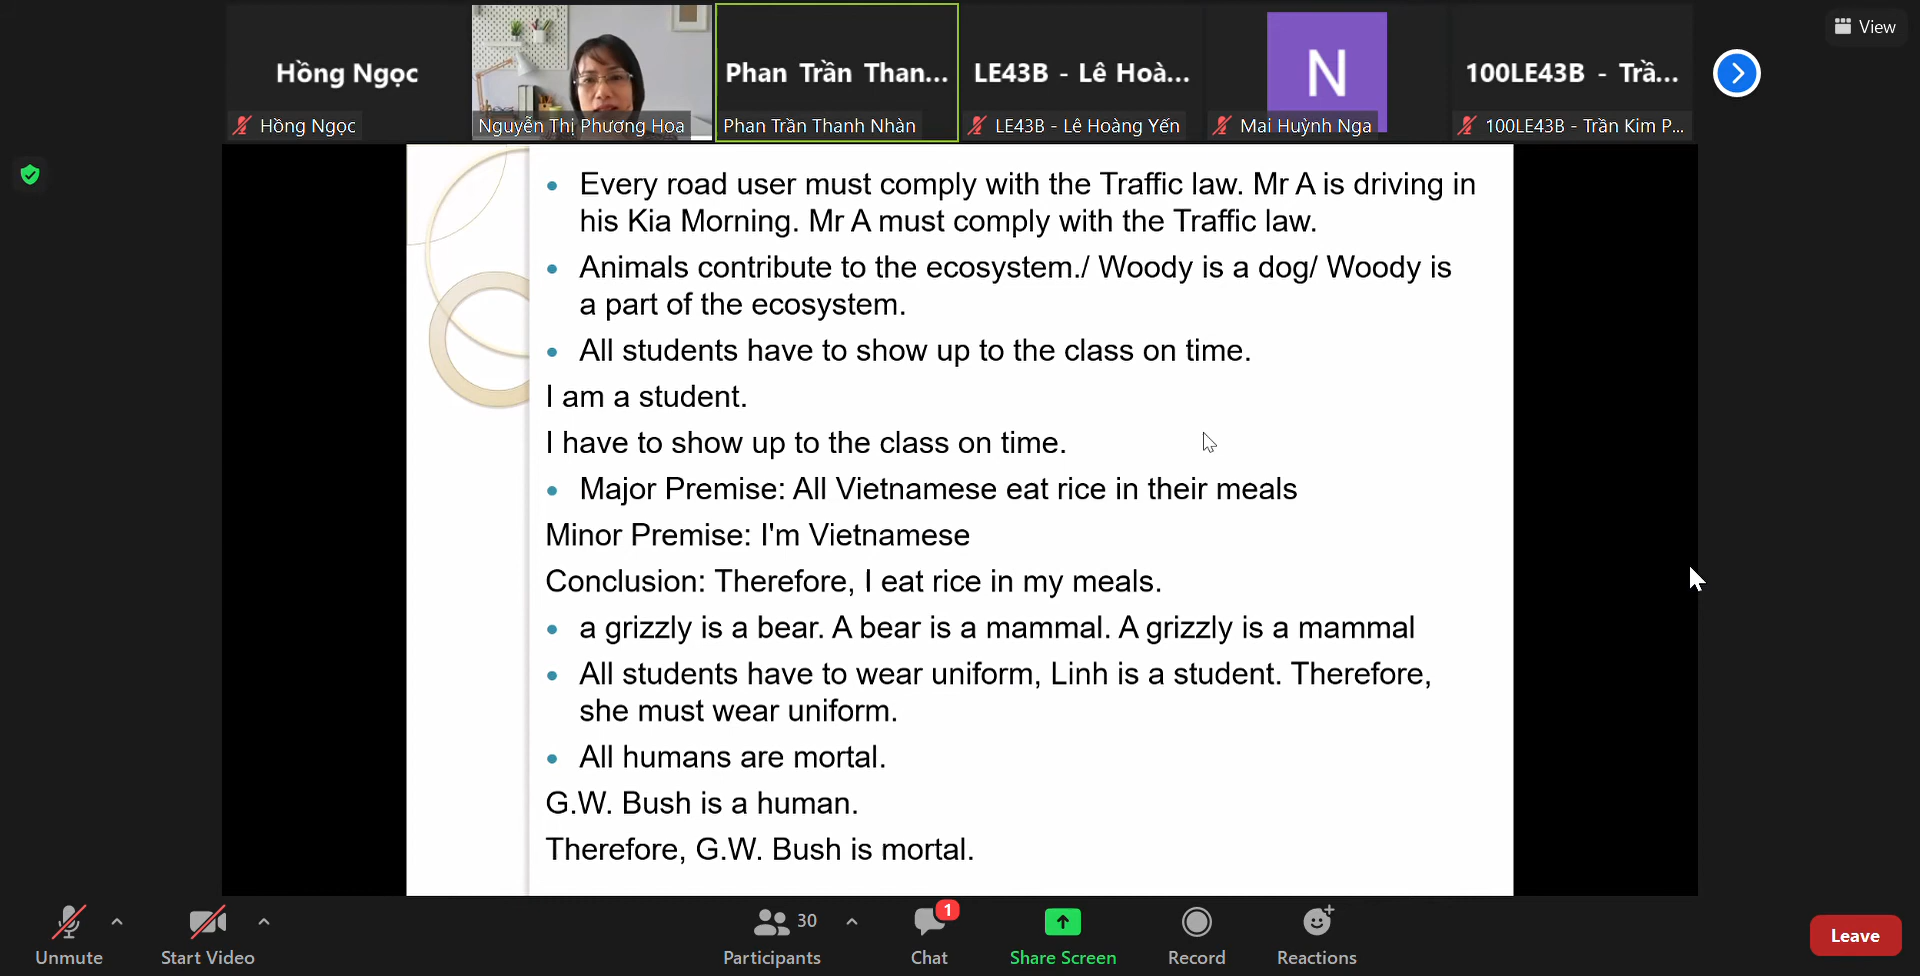 View
Hồng Ngọc
Phan Trần Than...
LE43B - Lê Hoà...
N
100LE43B - Trầ...
Hồng Ngọc
Nguyễn Thị Phương Hoa
Phan Trần Thanh Nhàn
LE43B - Lê Hoàng Yến
Mai Huỳnh Nga
100LE43B - Trần Kim P...
• Every road user must comply with the Traffic law. Mr A is driving in
his Kia Morning. Mr A must comply with the Traffic law.
• Animals contribute to the ecosystem./ Woody is a dog/ Woody is
a part of the ecosystem.
• All students have to show up to the class on time.
I am a student.
I have to show up to the class on time.
• Major Premise: All Vietnamese eat rice in their meals
Minor Premise: I'm Vietnamese
Conclusion: Therefore, I eat rice in my meals.
• a grizzly is a bear. A bear is a mammal. A grizzly is a mammal
• All students have to wear uniform, Linh is a student. Therefore,
she must wear uniform.
• All humans are mortal.
G.W. Bush is a human.
Therefore, G.W. Bush is mortal.
30
1
Unmute
Start Video
Participants
Chat
Share Screen
Record
Reactions
Leave